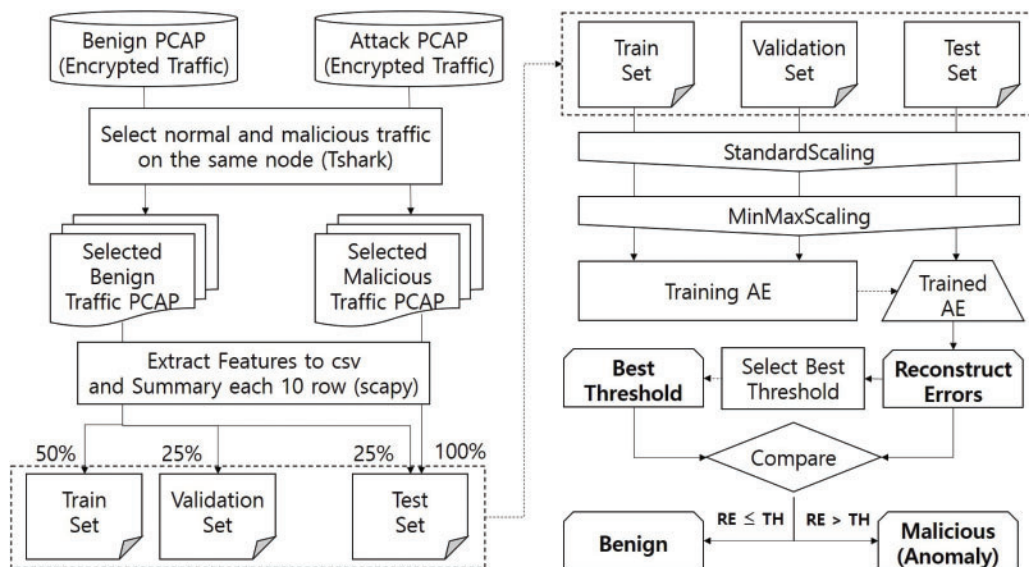 Benign PCAP
(Encrypted Traffic)
Attack PCAP
(Encrypted Traffic)
Select normal and malicious traffic
on the same node (Tshark)
Selected
Benign
Traffic PCAP
Selected
Malicious
Traffic PCAP
Extract Features to csv
and Summary each 10 row (scapy)
50%
25%
25%
100%
Train
Set
Validation
Set
Test
Set
Train
Set
Validation
Set
Test
Set
StandardScaling
MinMaxScaling
Training AE
Trained
AE
Best
Threshold
Select Best
Threshold
Reconstruct
Errors
Compare
RE ≤ TH
RE > TH
Benign
Malicious
(Anomaly)